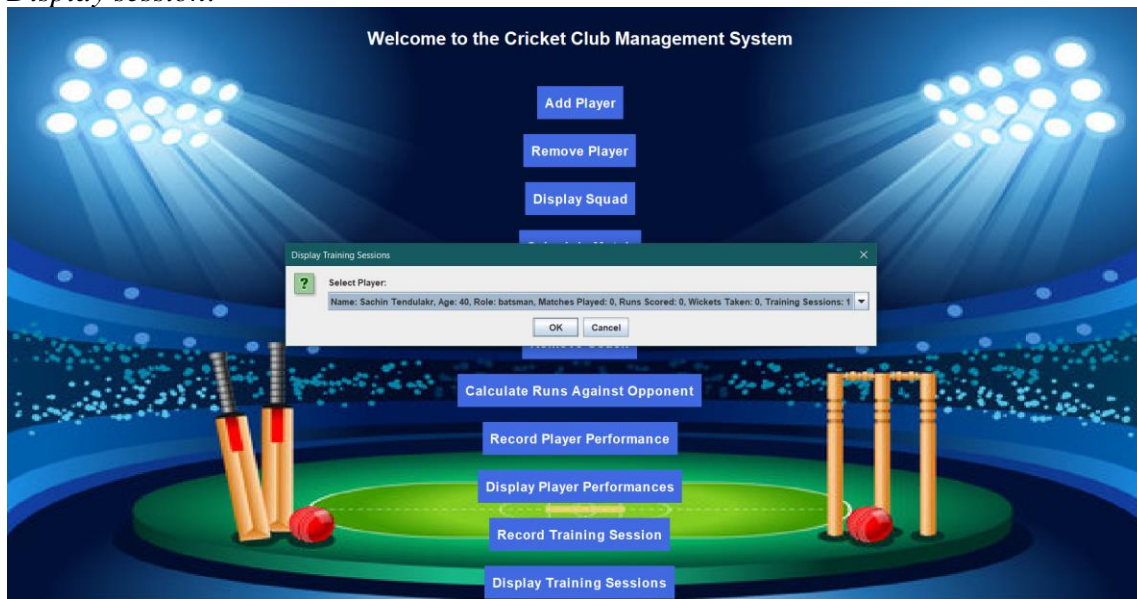 Display session:
Welcome to the Cricket Club Management System
Add Player
Remove Player
Display Squad
Display Training Sessions
?
Select Player:
Name: Sachin Tendulakr, Age: 40, Role: batsman, Matches Played: 0, Runs Scored: 0, Wickets Taken: 0, Training Sessions: 1
OK Cancel
Calculate Runs Against Opponent
Record Player Performance
Display Player Performances
Record Training Session
Display Training Sessions